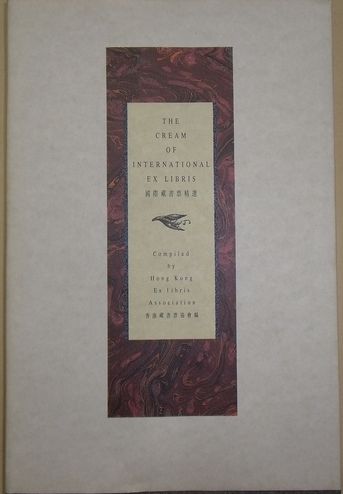 THE
CREAM
OF
INTERNATIONAL
EX LIBRIS
國際藏書票精選
Compiled
by
Hong Kong
Ex libris
Association
香港藏書票協會編